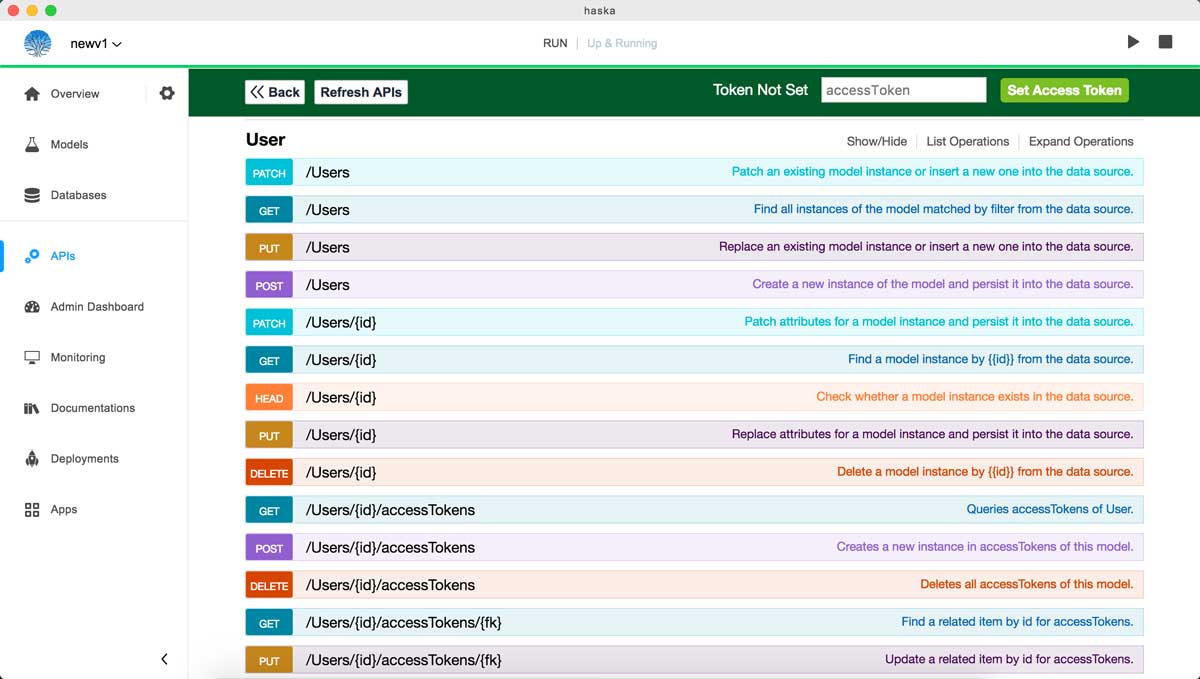 haska
newv1
RUN Up & Running
Overview
Models
Databases
APIs
Admin Dashboard
Monitoring
Documentations
Deployments
Apps
Back Refresh APIs Token Not Set accessToken Set Access Token
User Show/Hide List Operations Expand Operations
PATCH /Users Patch an existing model instance or insert a new one into the data source.
GET /Users Find all instances of the model matched by filter from the data source.
PUT /Users Replace an existing model instance or insert a new one into the data source.
POST /Users Create a new instance of the model and persist it into the data source.
PATCH /Users/{id} Patch attributes for a model instance and persist it into the data source.
GET /Users/{id} Find a model instance by {{id}} from the data source.
HEAD /Users/{id} Check whether a model instance exists in the data source.
PUT /Users/{id} Replace attributes for a model instance and persist it into the data source.
DELETE /Users/{id} Delete a model instance by {{id}} from the data source.
GET /Users/{id}/accessTokens Queries accessTokens of User.
POST /Users/{id}/accessTokens Creates a new instance in accessTokens of this model.
DELETE /Users/{id}/accessTokens Deletes all accessTokens of this model.
GET /Users/{id}/accessTokens/{fk} Find a related item by id for accessTokens.
PUT /Users/{id}/accessTokens/{fk} Update a related item by id for accessTokens.